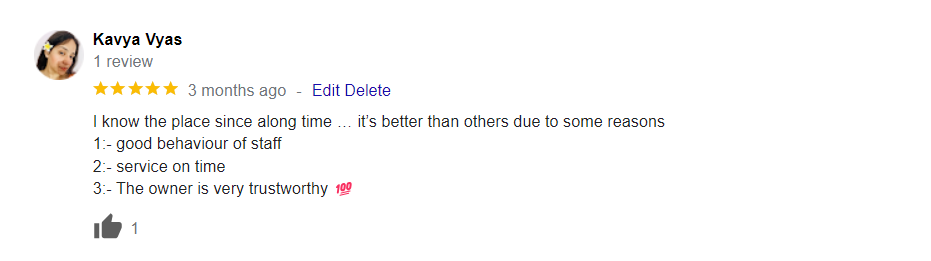 Kavya Vyas
1 review
3 months ago - Edit Delete
I know the place since along time … it’s better than others due to some reasons
1:- good behaviour of staff
2:- service on time
3:- The owner is very trustworthy 💯
1